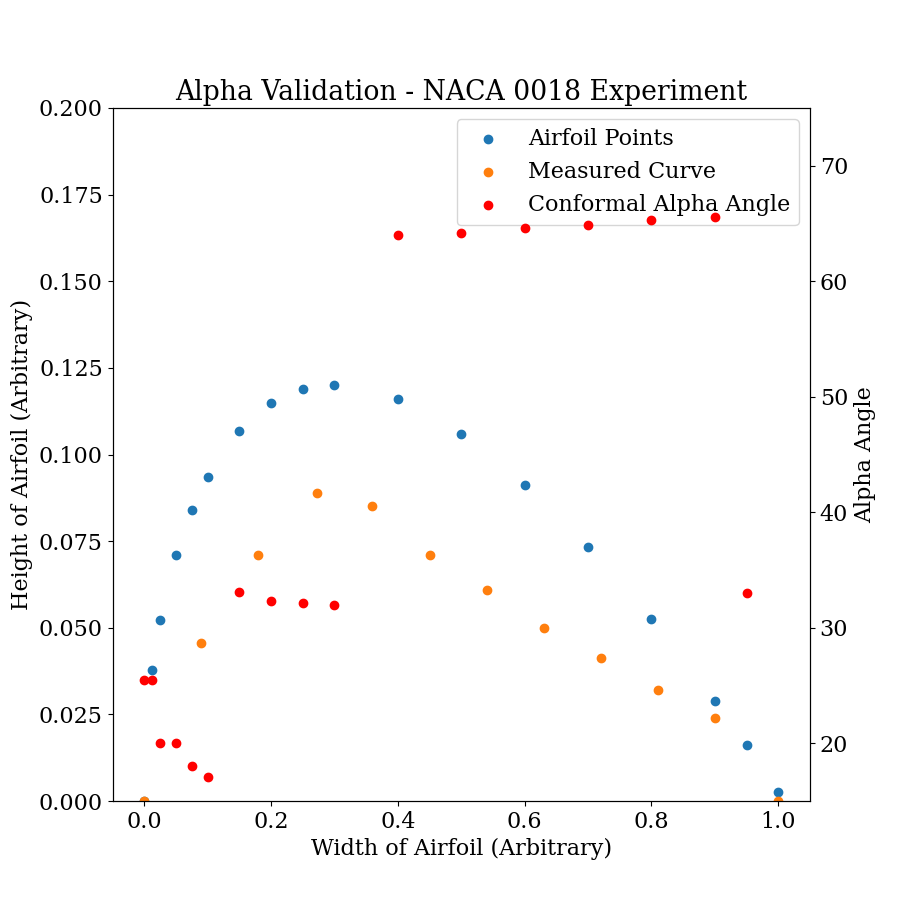 Alpha Validation - NACA 0018 Experiment
Airfoil Points
Measured Curve
Conformal Alpha Angle
0.200
0.175
0.150
0.125
0.100
0.075
0.050
0.025
0.000
Height of Airfoil (Arbitrary)
70
60
50
40
30
20
Alpha Angle
0.0 0.2 0.4 0.6 0.8 1.0
Width of Airfoil (Arbitrary)